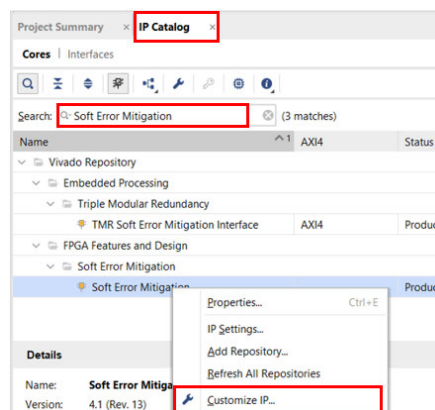 Project Summary × IP Catalog ×
Cores | Interfaces
Search: Soft Error Mitigation (3 matches)
Name ^1 AXI4 Status
Vivado Repository
Embedded Processing
Triple Modular Redundancy
TMR Soft Error Mitigation Interface AXI4 Produc
FPGA Features and Design
Soft Error Mitigation
Soft Error Mitigation Produc
Properties... Ctrl+E
IP Settings...
Add Repository...
Refresh All Repositories
Customize IP...
Details
Name: Soft Error Mitiga
Version: 4.1 (Rev. 13)